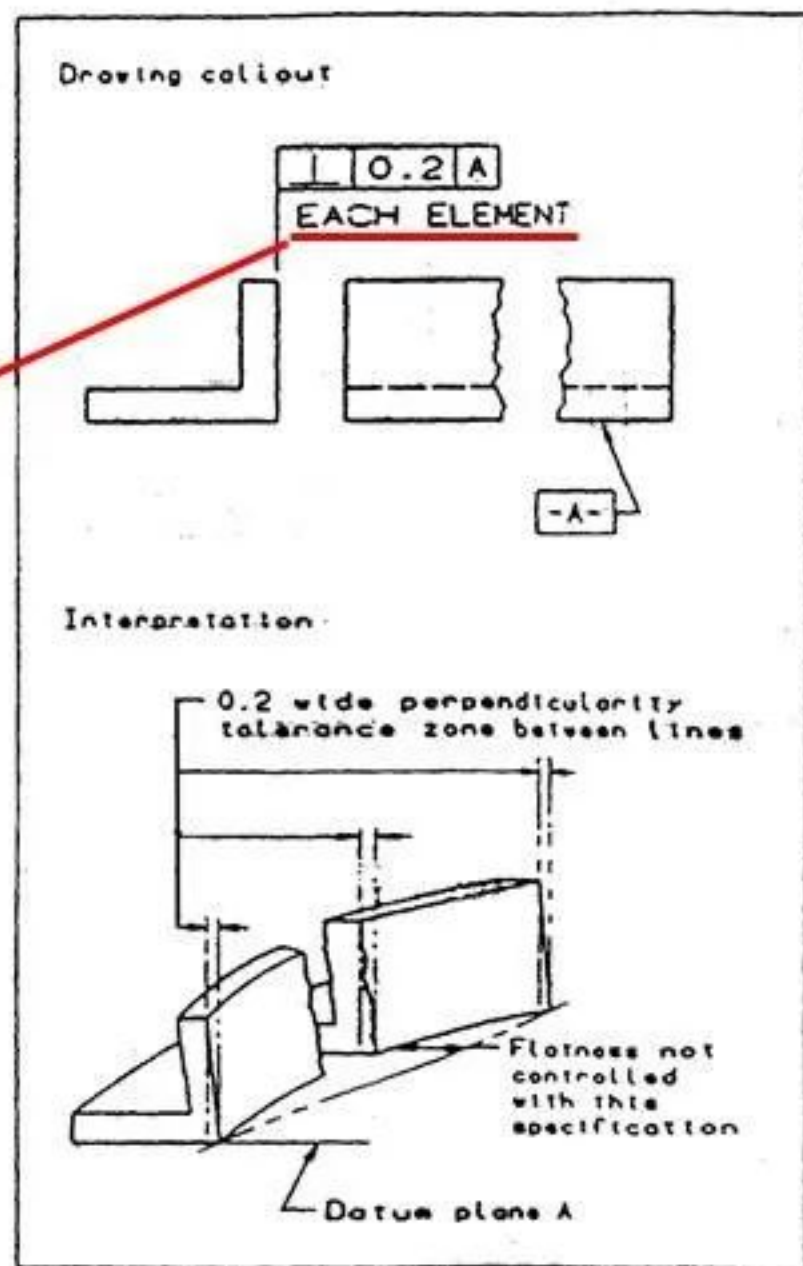 Drawing callout
⊥ 0.2 A
EACH ELEMENT
-A-
Interpretation
0.2 wide perpendicularity
tolerance zone between lines
Flatness not
controlled
with this
specification
Datum plane A